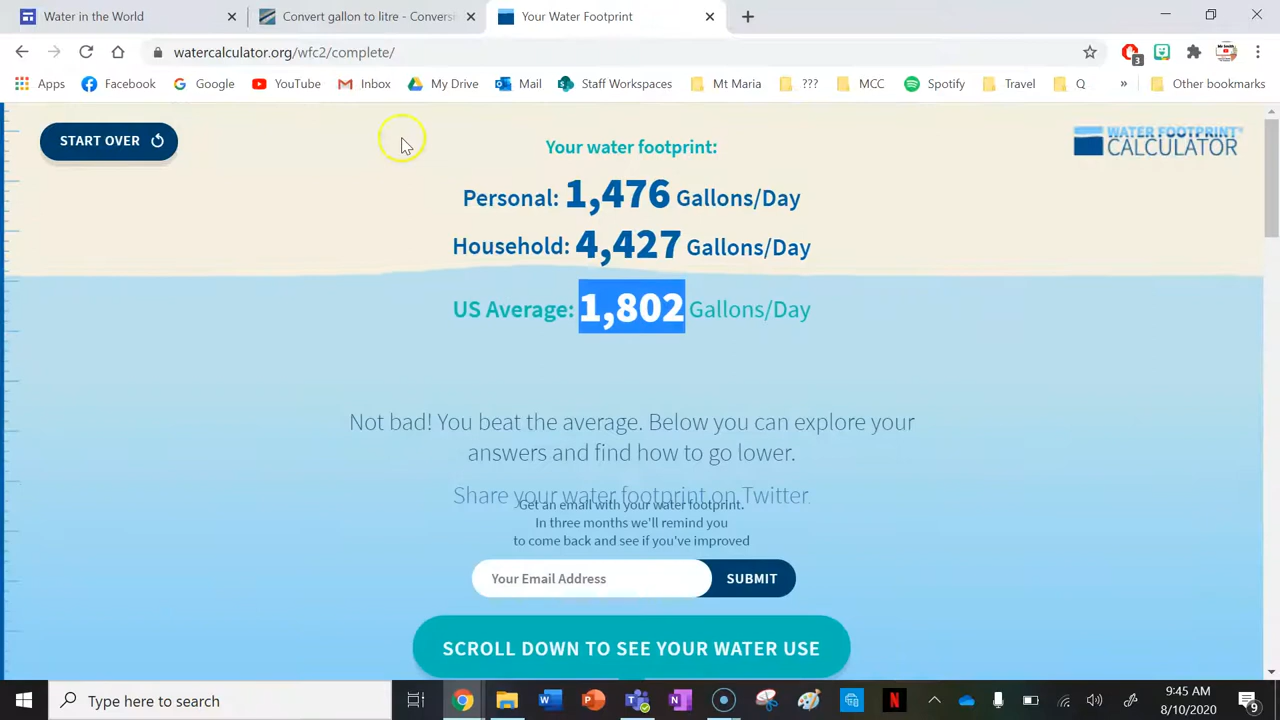 Water in the World
Convert gallon to litre - Convers
Your Water Footprint
watercalculator.org/wfc2/complete/
3
Apps
Facebook
Google
YouTube
Inbox
My Drive
Mail
Staff Workspaces
Mt Maria
???
MCC
Spotify
Travel
Q
»
Other bookmarks
START OVER
WATER FOOTPRINT
CALCULATOR
Your water footprint:
Personal: 1,476 Gallons/Day
Household: 4,427 Gallons/Day
US Average: 1,802 Gallons/Day
Not bad! You beat the average. Below you can explore your
answers and find how to go lower.
Share your water footprint on Twitter
Get an email with your water footprint.
In three months we'll remind you
to come back and see if you've improved
Your Email Address
SUBMIT
SCROLL DOWN TO SEE YOUR WATER USE
Type here to search
9:45 AM
8/10/2020
9